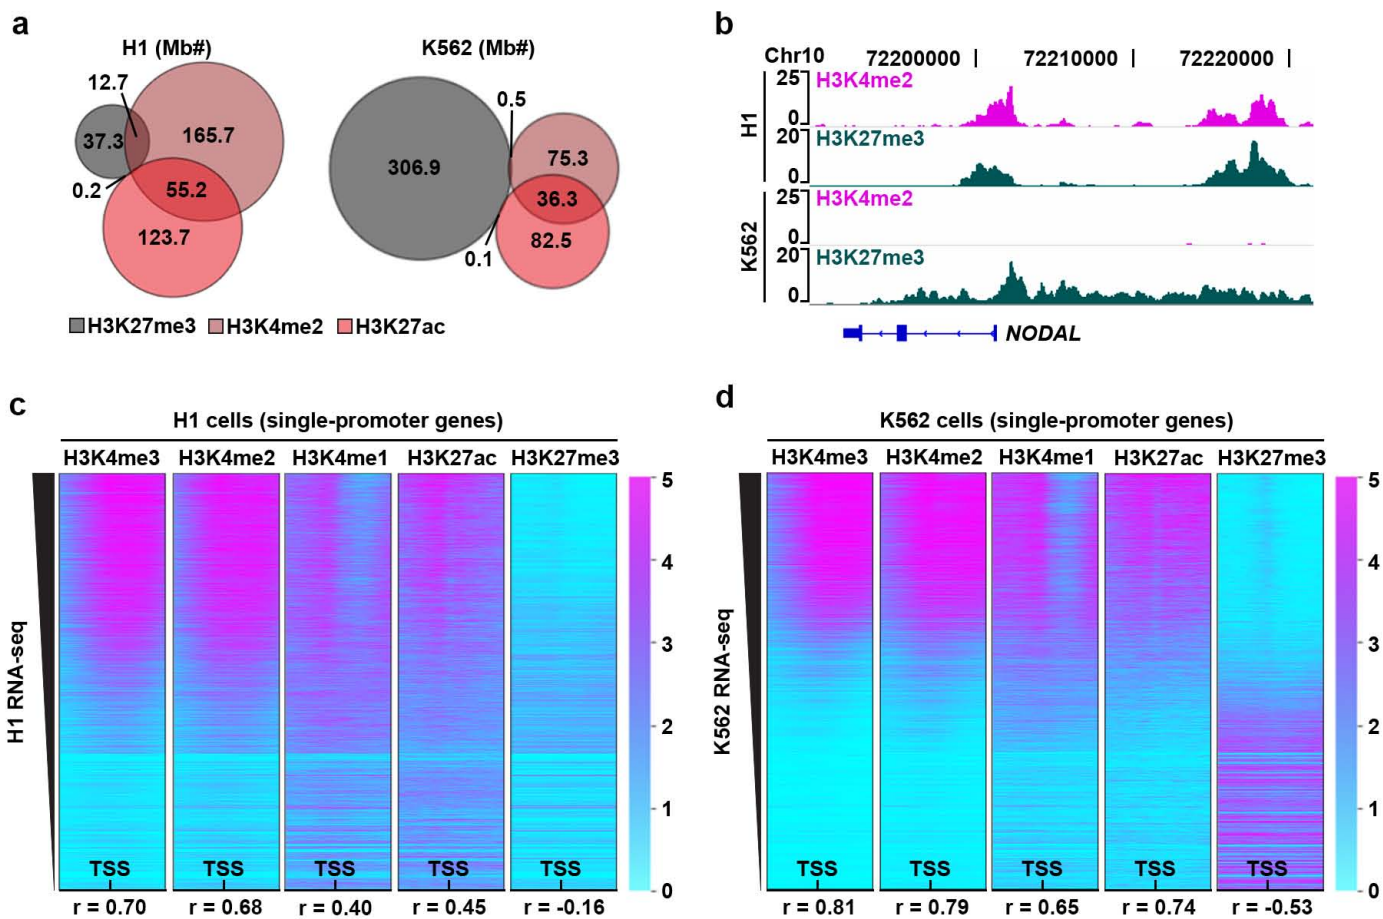 a
H1 (Mb#)
12.7
37.3
165.7
0.2
55.2
123.7
K562 (Mb#)
0.5
306.9
75.3
36.3
0.1
82.5
H3K27me3 H3K4me2 H3K27ac
b
Chr10 72200000 | 72210000 | 72220000 |
H1
25
0
H3K4me2
20
0
H3K27me3
K562
25
0
H3K4me2
20
0
H3K27me3
NODAL
c
H1 cells (single-promoter genes)
H3K4me3 H3K4me2 H3K4me1 H3K27ac H3K27me3
H1 RNA-seq
5
4
3
2
1
0
TSS TSS TSS TSS TSS
r = 0.70 r = 0.68 r = 0.40 r = 0.45 r = -0.16
d
K562 cells (single-promoter genes)
H3K4me3 H3K4me2 H3K4me1 H3K27ac H3K27me3
K562 RNA-seq
5
4
3
2
1
0
TSS TSS TSS TSS TSS
r = 0.81 r = 0.79 r = 0.65 r = 0.74 r = -0.53